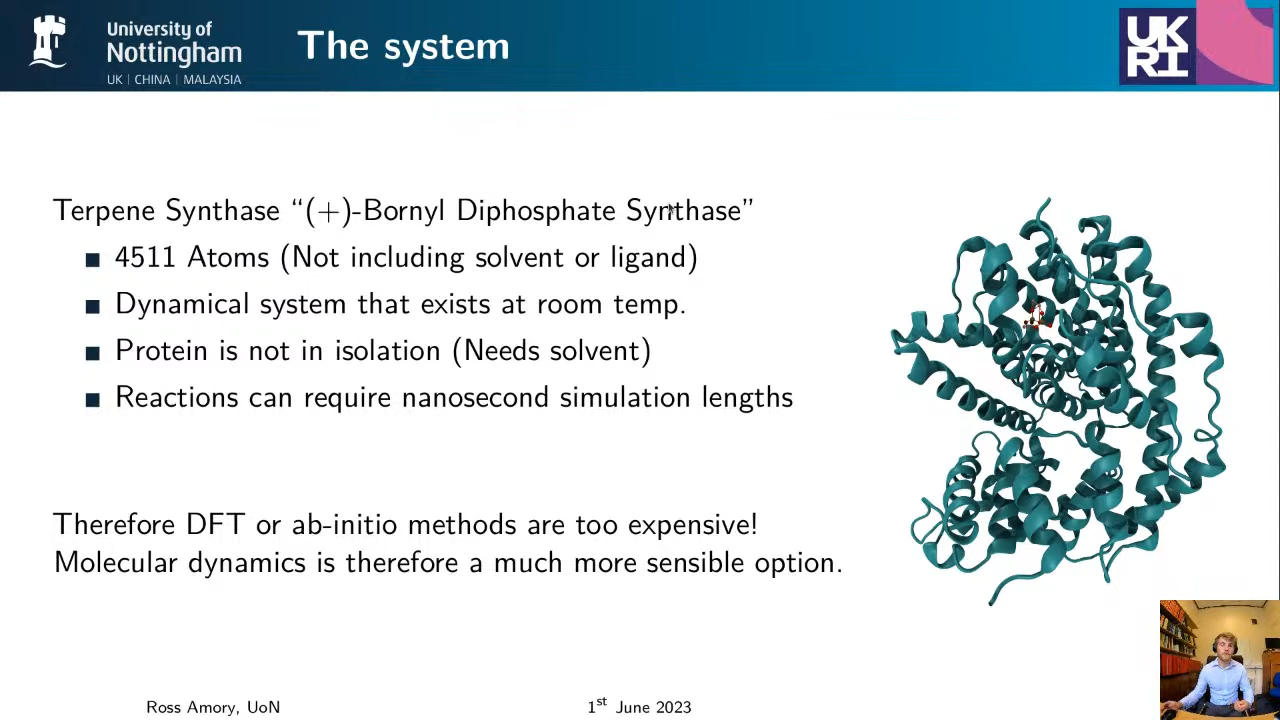 University of
Nottingham
UK | CHINA | MALAYSIA
The system
UK
RI
Terpene Synthase “(+)-Bornyl Diphosphate Synthase”
4511 Atoms (Not including solvent or ligand)
Dynamical system that exists at room temp.
Protein is not in isolation (Needs solvent)
Reactions can require nanosecond simulation lengths
Therefore DFT or ab-initio methods are too expensive!
Molecular dynamics is therefore a much more sensible option.
Ross Amory, UoN
1st June 2023